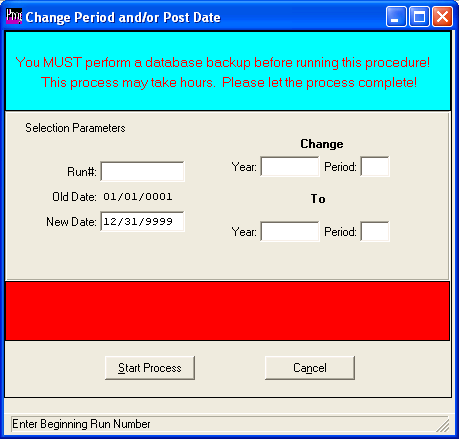 Change Period and/or Post Date
You MUST perform a database backup before running this procedure!
This process may take hours. Please let the process complete!
Selection Parameters
Change
Run#:
Year: Period:
Old Date: 01/01/0001
To
New Date: 12/31/9999
Year: Period:
Start Process Cancel
Enter Beginning Run Number